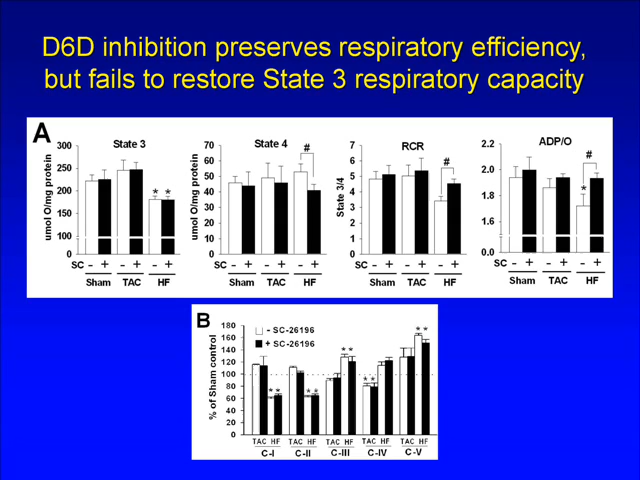 D6D inhibition preserves respiratory efficiency,
but fails to restore State 3 respiratory capacity
A
State 3
umol O/mg protein
300
250
200
150
100
0
* *
SC - + - + - +
Sham TAC HF
State 4
umol O/mg protein
70
60
50
40
30
20
10
0
#
- + - + - +
Sham TAC HF
RCR
State 3/4
6
5
4
3
2
1
0
#
- + - + - +
Sham TAC HF
ADP/O
2.2
2.0
1.8
1.6
0.0
#
*
SC - + - + - +
Sham TAC HF
B
% of Sham control
180
160
140
120
100
80
60
40
20
0
- SC-26196
+ SC-26196
* * * * * * * * * *
TAC HF TAC HF TAC HF TAC HF TAC HF
C-I C-II C-III C-IV C-V